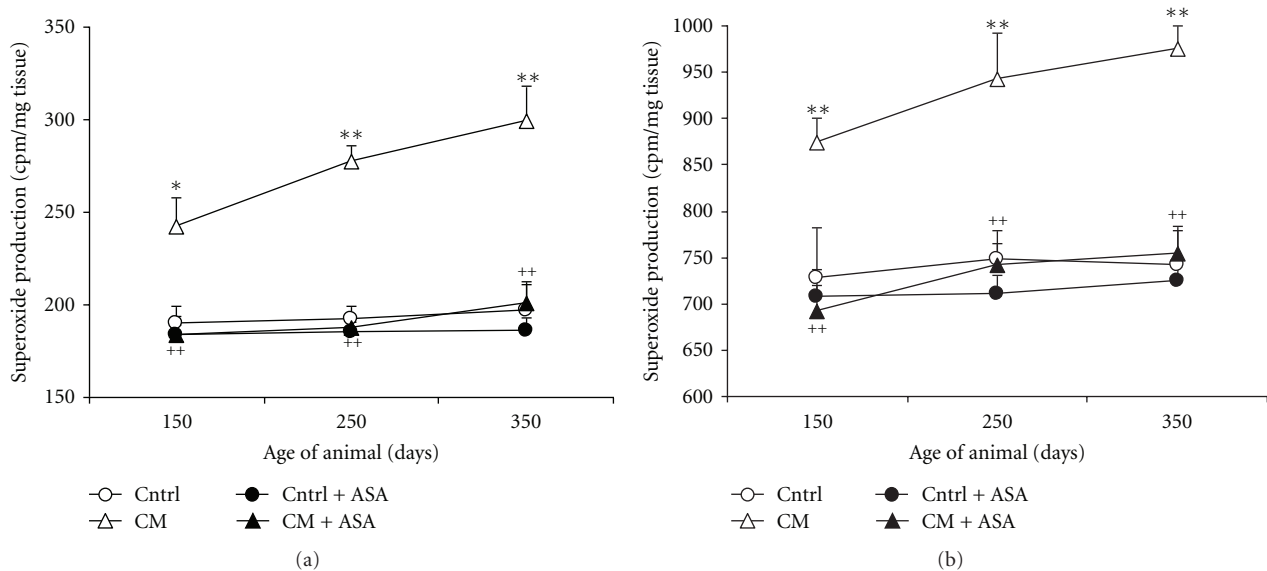 350
300
250
200
150
Superoxide production (cpm/mg tissue)
*
**
**
++
++
++
150 250 350
Age of animal (days)
Cntrl Cntrl + ASA
CM CM + ASA
(a)
1000
950
900
850
800
750
700
650
600
Superoxide production (cpm/mg tissue)
**
**
**
++
++
++
150 250 350
Age of animal (days)
Cntrl Cntrl + ASA
CM CM + ASA
(b)